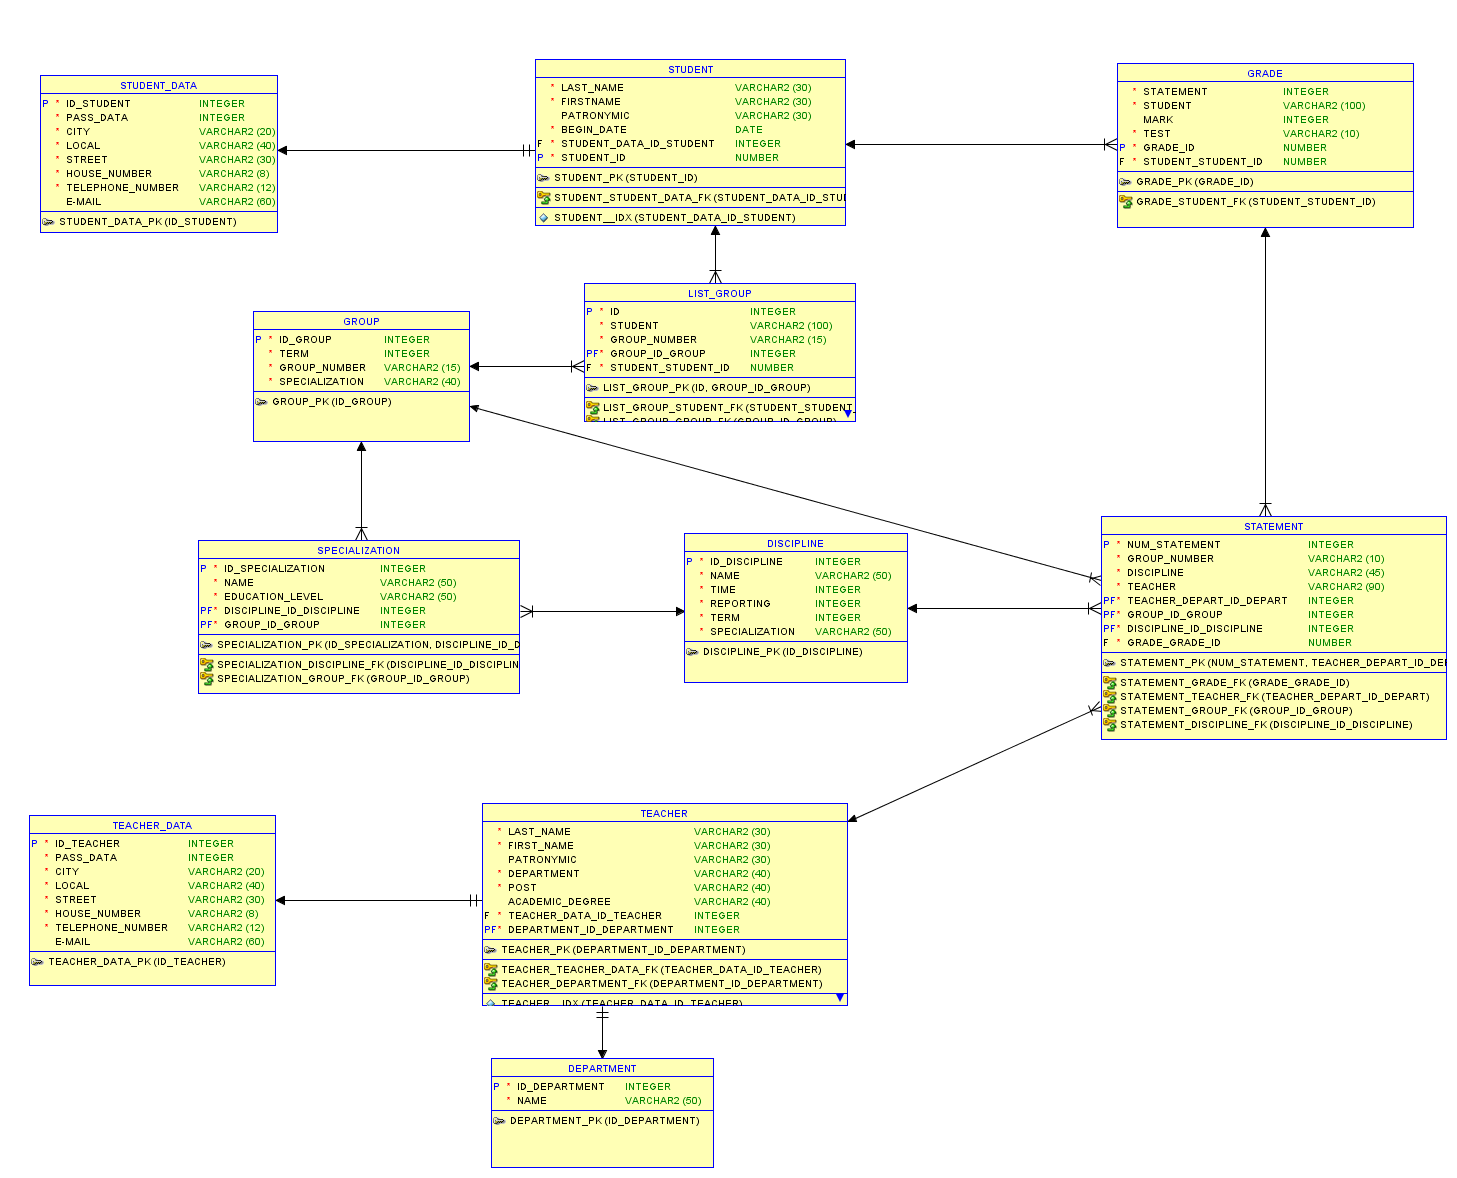 STUDENT_DATA
P * ID_STUDENT INTEGER
* PASS_DATA INTEGER
* CITY VARCHAR2 (20)
* LOCAL VARCHAR2 (40)
* STREET VARCHAR2 (30)
* HOUSE_NUMBER VARCHAR2 (8)
* TELEPHONE_NUMBER VARCHAR2 (12)
E-MAIL VARCHAR2 (60)
STUDENT_DATA_PK (ID_STUDENT)
STUDENT
* LAST_NAME VARCHAR2 (30)
* FIRSTNAME VARCHAR2 (30)
PATRONYMIC VARCHAR2 (30)
* BEGIN_DATE DATE
F * STUDENT_DATA_ID_STUDENT INTEGER
P * STUDENT_ID NUMBER
STUDENT_PK (STUDENT_ID)
STUDENT_STUDENT_DATA_FK (STUDENT_DATA_ID_STU
STUDENT__IDX (STUDENT_DATA_ID_STUDENT)
GRADE
* STATEMENT INTEGER
* STUDENT VARCHAR2 (100)
MARK INTEGER
* TEST VARCHAR2 (10)
P * GRADE_ID NUMBER
F * STUDENT_STUDENT_ID NUMBER
GRADE_PK (GRADE_ID)
GRADE_STUDENT_FK (STUDENT_STUDENT_ID)
LIST_GROUP
P * ID INTEGER
* STUDENT VARCHAR2 (100)
* GROUP_NUMBER VARCHAR2 (15)
PF* GROUP_ID_GROUP INTEGER
F * STUDENT_STUDENT_ID NUMBER
LIST_GROUP_PK (ID, GROUP_ID_GROUP)
LIST_GROUP_STUDENT_FK (STUDENT_STUDENT_
LIST_GROUP_GROUP_FK (GROUP_ID_GROUP)
GROUP
P * ID_GROUP INTEGER
* TERM INTEGER
* GROUP_NUMBER VARCHAR2 (15)
* SPECIALIZATION VARCHAR2 (40)
GROUP_PK (ID_GROUP)
SPECIALIZATION
P * ID_SPECIALIZATION INTEGER
* NAME VARCHAR2 (50)
* EDUCATION_LEVEL VARCHAR2 (50)
PF* DISCIPLINE_ID_DISCIPLINE INTEGER
PF* GROUP_ID_GROUP INTEGER
SPECIALIZATION_PK (ID_SPECIALIZATION, DISCIPLINE_ID_D
SPECIALIZATION_DISCIPLINE_FK (DISCIPLINE_ID_DISCIPLIN
SPECIALIZATION_GROUP_FK (GROUP_ID_GROUP)
DISCIPLINE
P * ID_DISCIPLINE INTEGER
* NAME VARCHAR2 (50)
* TIME INTEGER
* REPORTING INTEGER
* TERM INTEGER
* SPECIALIZATION VARCHAR2 (50)
DISCIPLINE_PK (ID_DISCIPLINE)
STATEMENT
P * NUM_STATEMENT INTEGER
* GROUP_NUMBER VARCHAR2 (10)
* DISCIPLINE VARCHAR2 (45)
* TEACHER VARCHAR2 (90)
PF* TEACHER_DEPART_ID_DEPART INTEGER
PF* GROUP_ID_GROUP INTEGER
PF* DISCIPLINE_ID_DISCIPLINE INTEGER
F * GRADE_GRADE_ID NUMBER
STATEMENT_PK (NUM_STATEMENT, TEACHER_DEPART_ID_DE
STATEMENT_GRADE_FK (GRADE_GRADE_ID)
STATEMENT_TEACHER_FK (TEACHER_DEPART_ID_DEPART)
STATEMENT_GROUP_FK (GROUP_ID_GROUP)
STATEMENT_DISCIPLINE_FK (DISCIPLINE_ID_DISCIPLINE)
TEACHER_DATA
P * ID_TEACHER INTEGER
* PASS_DATA INTEGER
* CITY VARCHAR2 (20)
* LOCAL VARCHAR2 (40)
* STREET VARCHAR2 (30)
* HOUSE_NUMBER VARCHAR2 (8)
* TELEPHONE_NUMBER VARCHAR2 (12)
E-MAIL VARCHAR2 (60)
TEACHER_DATA_PK (ID_TEACHER)
TEACHER
* LAST_NAME VARCHAR2 (30)
* FIRST_NAME VARCHAR2 (30)
PATRONYMIC VARCHAR2 (30)
* DEPARTMENT VARCHAR2 (40)
* POST VARCHAR2 (40)
ACADEMIC_DEGREE VARCHAR2 (40)
F * TEACHER_DATA_ID_TEACHER INTEGER
PF* DEPARTMENT_ID_DEPARTMENT INTEGER
TEACHER_PK (DEPARTMENT_ID_DEPARTMENT)
TEACHER_TEACHER_DATA_FK (TEACHER_DATA_ID_TEACHER)
TEACHER_DEPARTMENT_FK (DEPARTMENT_ID_DEPARTMENT)
TEACHER__IDX (TEACHER_DATA_ID_TEACHER)
DEPARTMENT
P * ID_DEPARTMENT INTEGER
* NAME VARCHAR2 (50)
DEPARTMENT_PK (ID_DEPARTMENT)